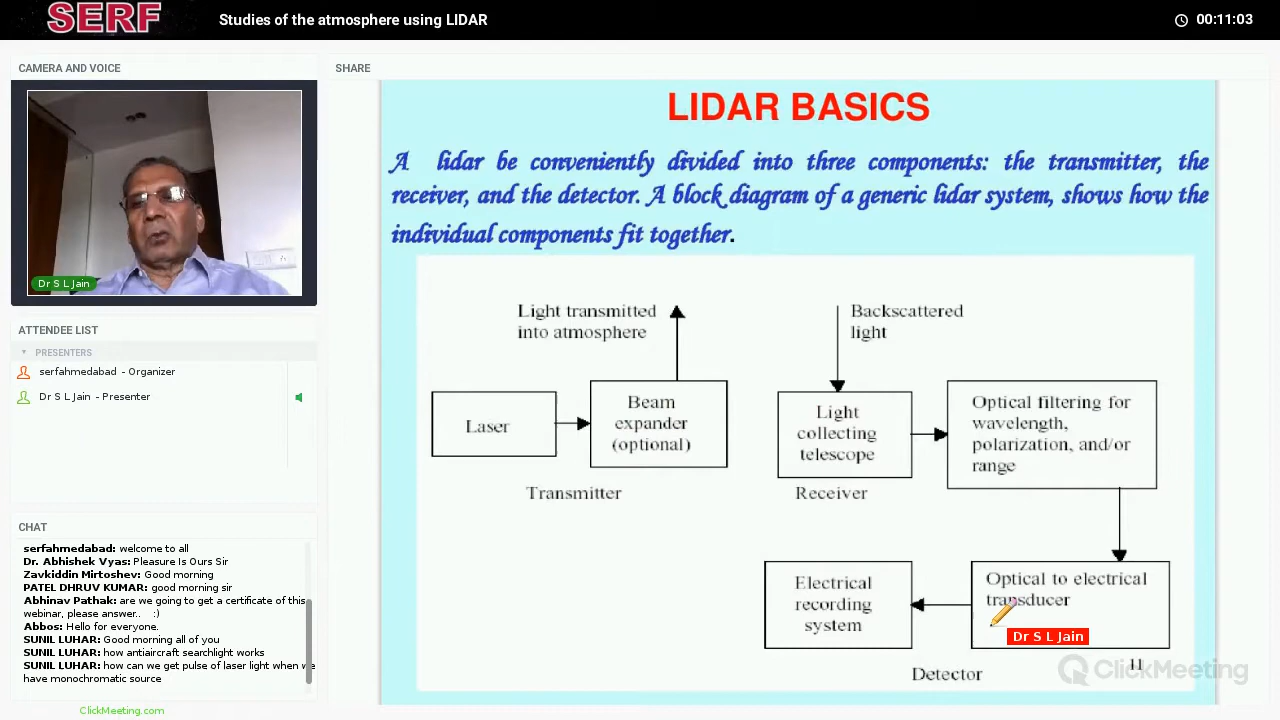 SERF
Studies of the atmosphere using LIDAR
00:11:03
CAMERA AND VOICE
Dr S L Jain
ATTENDEE LIST
PRESENTERS
serfahmedabad - Organizer
Dr S L Jain - Presenter
CHAT
serfahmedabad: welcome to all
Dr. Abhishek Vyas: Pleasure Is Ours Sir
Zavkiddin Mirtoshev: Good morning
PATEL DHRUV KUMAR: good morning sir
Abhinav Pathak: are we going to get a certificate of this
webinar, please answer.. :)
Abbos: Hello for everyone.
SUNIL LUHAR: Good morning all of you
SUNIL LUHAR: how antiaircraft searchlight works
SUNIL LUHAR: how can we get pulse of laser light when we
have monochromatic source
ClickMeeting.com
SHARE
LIDAR BASICS
A lidar be conveniently divided into three components: the transmitter, the
receiver, and the detector. A block diagram of a generic lidar system, shows how the
individual components fit together.
Light transmitted
into atmosphere
Backscattered
light
Laser
Beam
expander
(optional)
Transmitter
Light
collecting
telescope
Receiver
Optical filtering for
wavelength,
polarization, and/or
range
Electrical
recording
system
Optical to electrical
transducer
Dr S L Jain
Detector
11
ClickMeeting